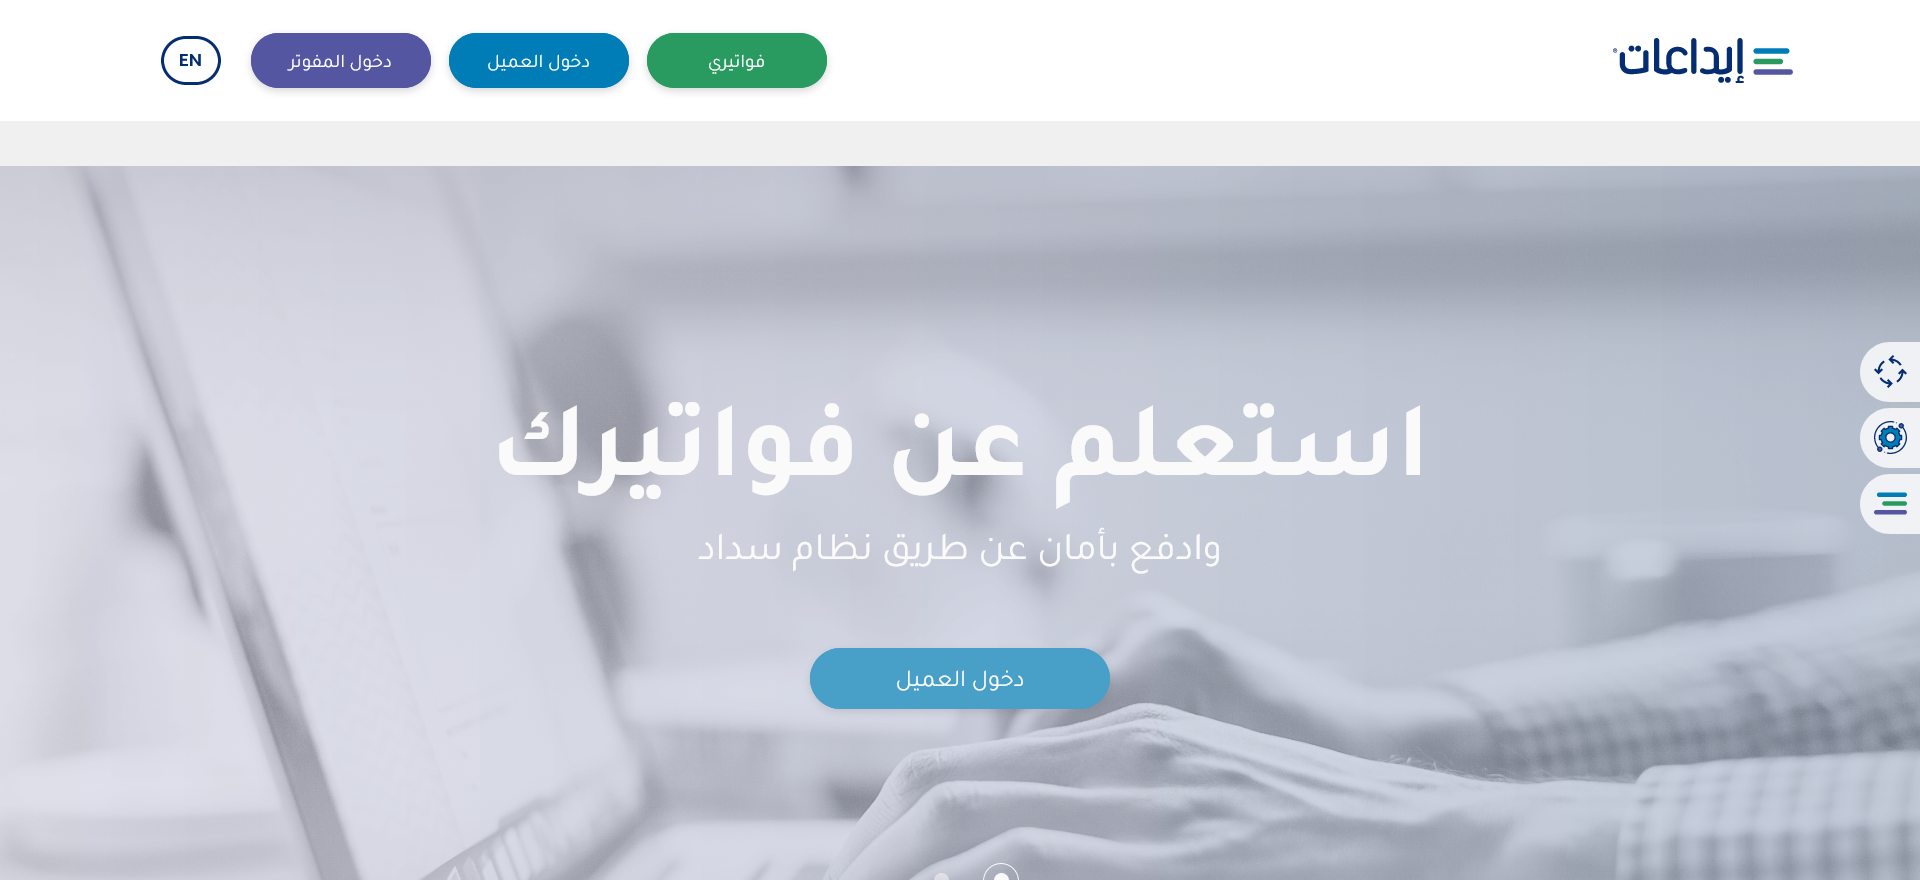 إيداعات®
فواتيري
دخول العميل
دخول المفوتر
EN
استعلم عن فواتيرك
وادفع بأمان عن طريق نظام سداد
دخول العميل